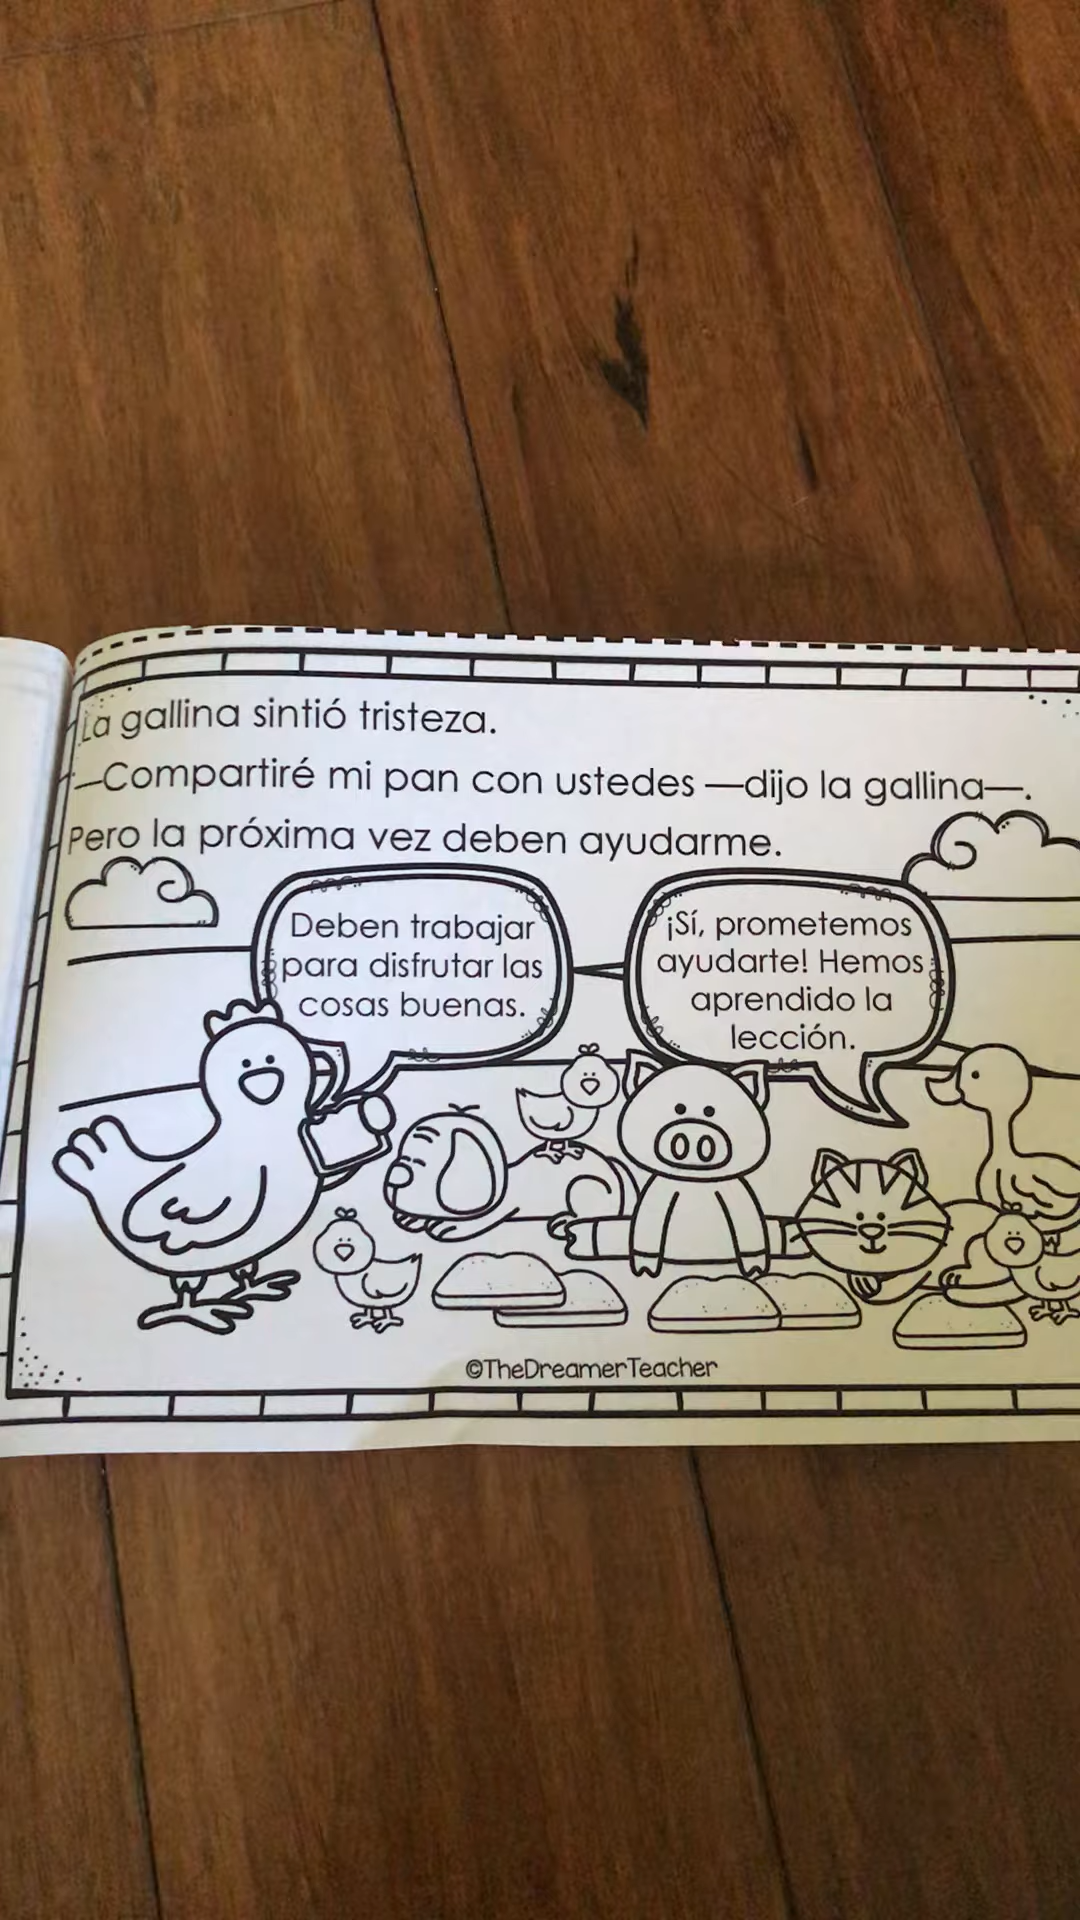 La gallina sintió tristeza.
—Compartiré mi pan con ustedes —dijo la gallina—.
Pero la próxima vez deben ayudarme.
Deben trabajar
para disfrutar las
cosas buenas.
¡Sí, prometemos
ayudarte! Hemos
aprendido la
lección.
©TheDreamerTeacher